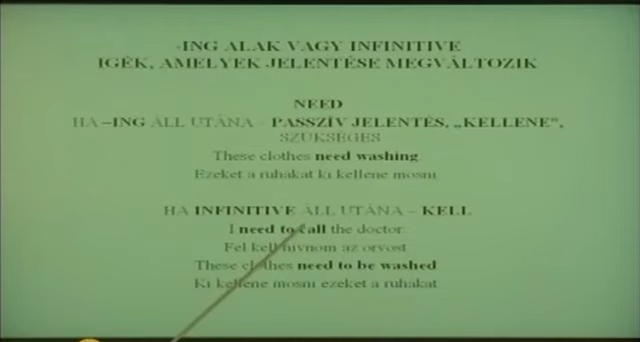 -ING ALAK VAGY INFINITIVE
IGÉK, AMELYEK JELENTÉSE MEGVÁLTOZIK
NEED
HA –ING ÁLL UTÁNA – PASSZÍV JELENTÉS, „KELLENE”,
SZÜKSÉGES
These clothes need washing.
Ezeket a ruhákat ki kellene mosni
HA INFINITIVE ÁLL UTÁNA – KELL
I need to call the doctor.
Fel kell hívnom az orvost
These clothes need to be washed
Ki kellene mosni ezeket a ruhákat